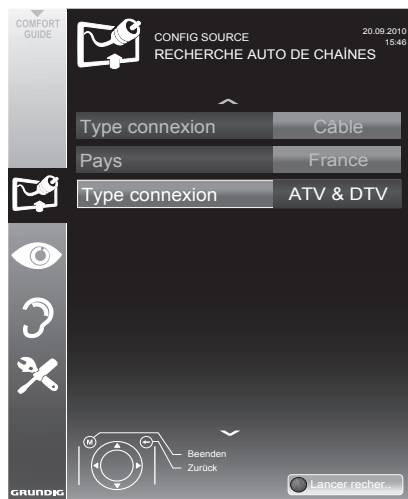 COMFORT
GUIDE
CONFIG SOURCE
20.09.2010
RECHERCHE AUTO DE CHAÎNES
15:46
Type connexion Câble
Pays France
Type connexion ATV & DTV
M
Beenden
Zurück
Lancer recher..
GRUNDIG